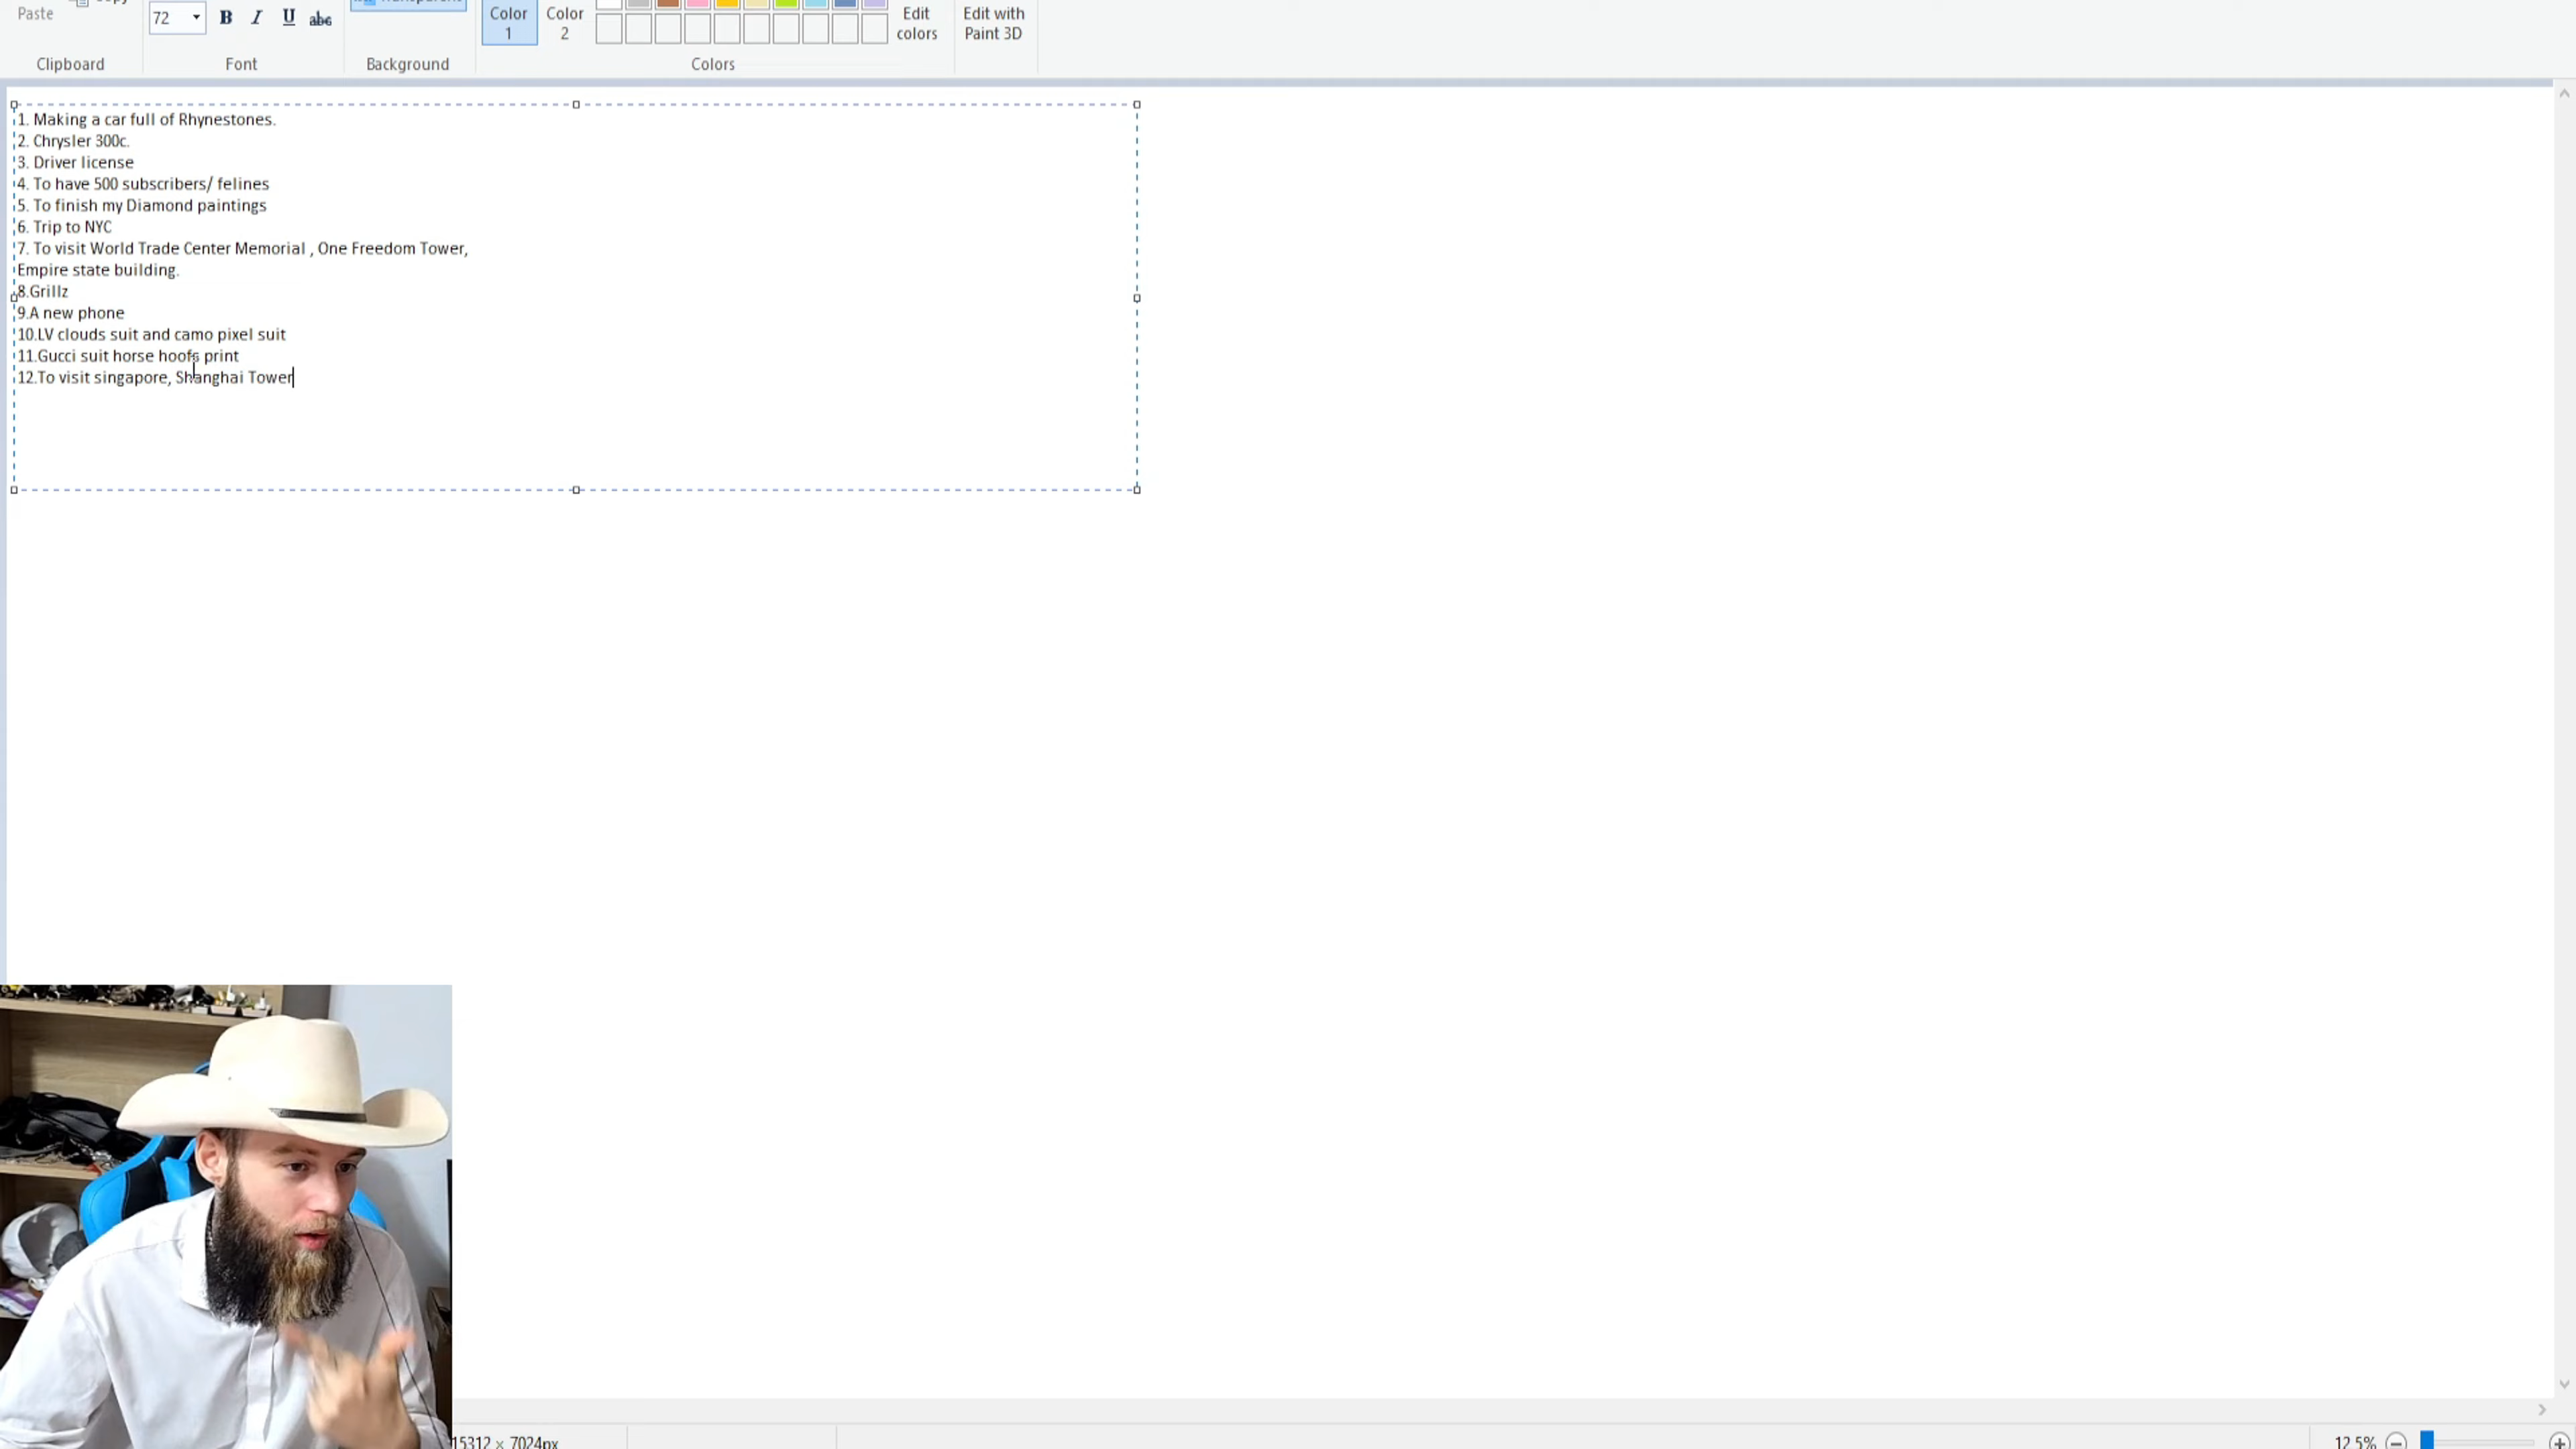 Paste
72
B I U abc
Color 1
Color 2
Edit colors
Edit with Paint 3D
Clipboard
Font
Background
Colors
1. Making a car full of Rhynestones.
2. Chrysler 300c.
3. Driver license
4. To have 500 subscribers/ felines
5. To finish my Diamond paintings
6. Trip to NYC
7. To visit World Trade Center Memorial , One Freedom Tower,
Empire state building.
8.Grillz
9.A new phone
10.LV clouds suit and camo pixel suit
11.Gucci suit horse hoofs print
12.To visit singapore, Shanghai Tower
15312 × 7024px
12.5%